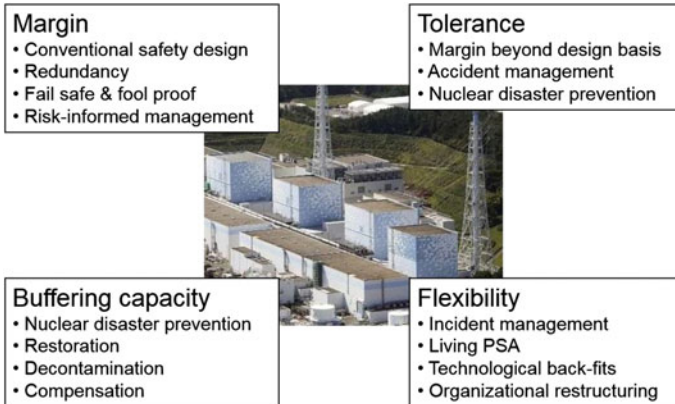 Margin
• Conventional safety design
• Redundancy
• Fail safe & fool proof
• Risk-informed management
Tolerance
• Margin beyond design basis
• Accident management
• Nuclear disaster prevention
Buffering capacity
• Nuclear disaster prevention
• Restoration
• Decontamination
• Compensation
Flexibility
• Incident management
• Living PSA
• Technological back-fits
• Organizational restructuring